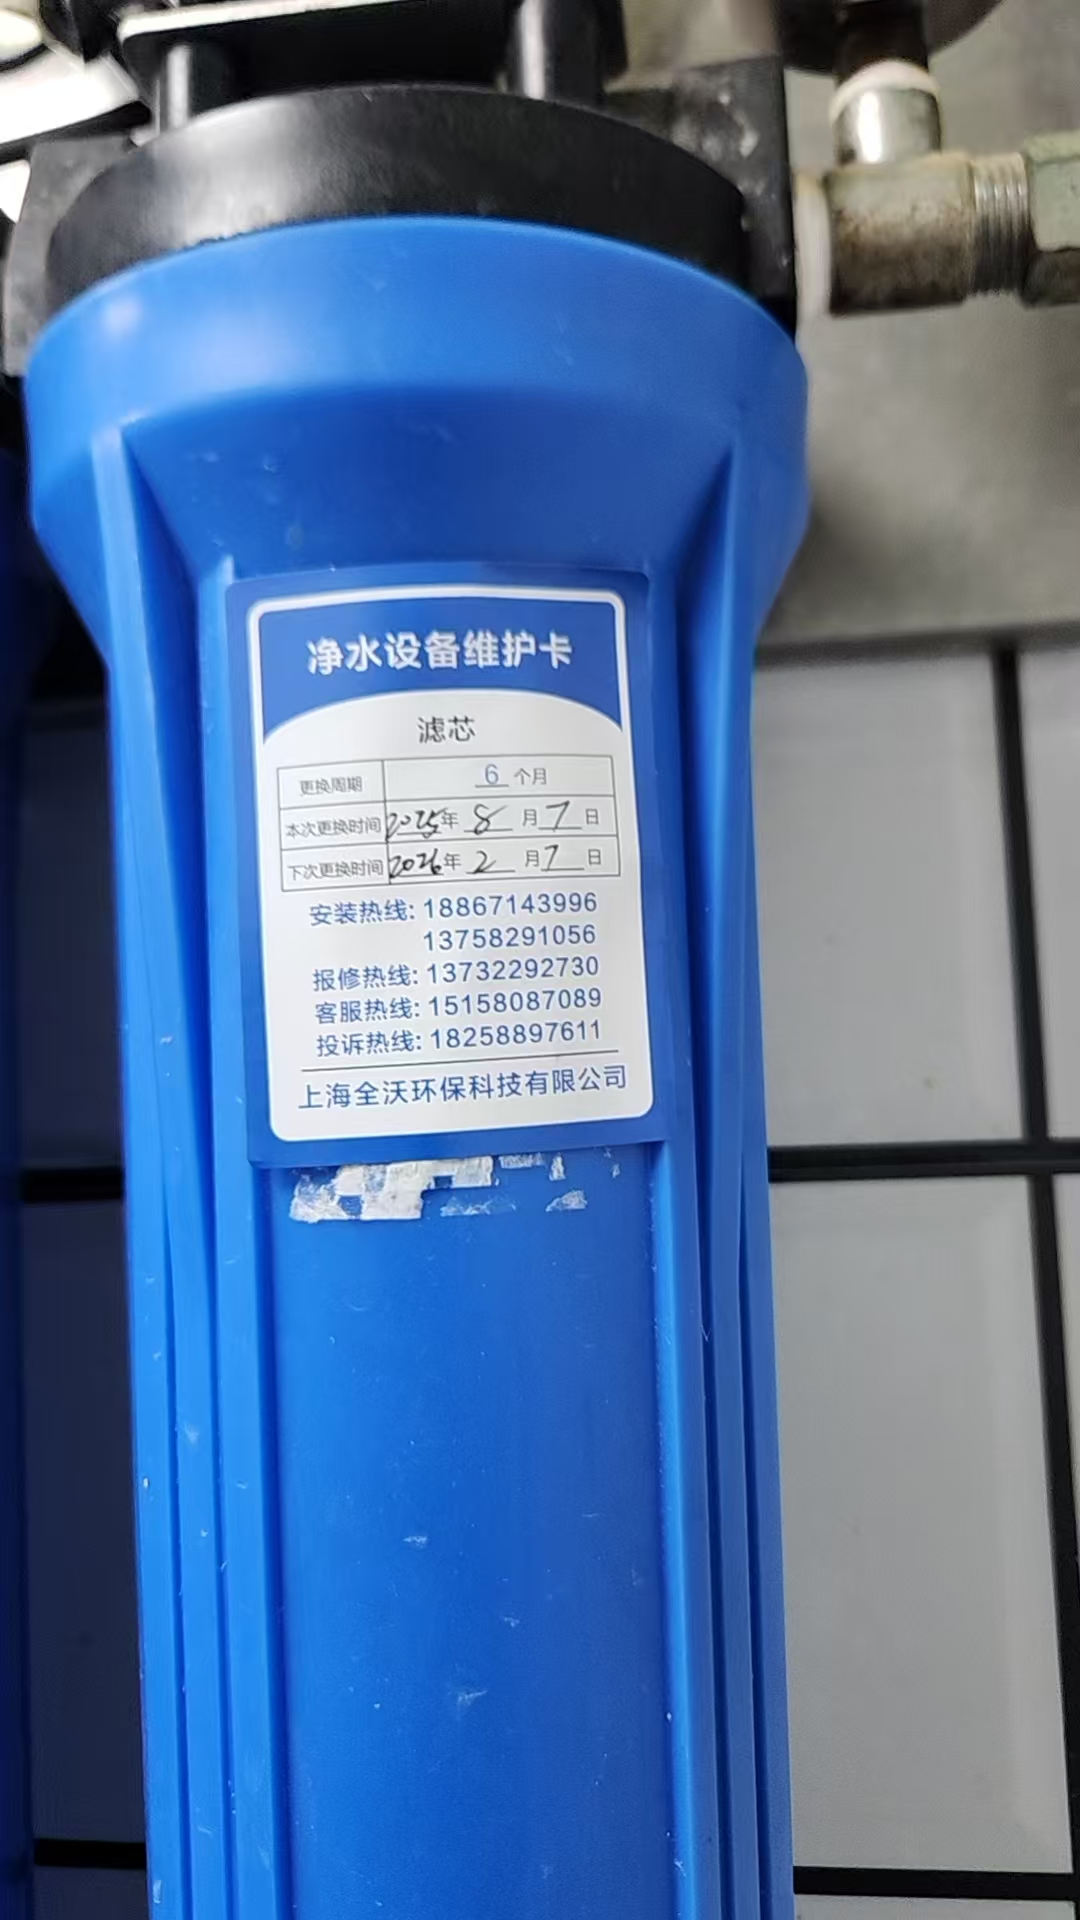 净水设备维护卡
滤芯
更换周期 6 个月
本次更换时间 2025年 8 月 7 日
下次更换时间 2026年 2 月 7 日
安装热线: 18867143996
13758291056
报修热线: 13732292730
客服热线: 15158087089
投诉热线: 18258897611
上海全沃环保科技有限公司